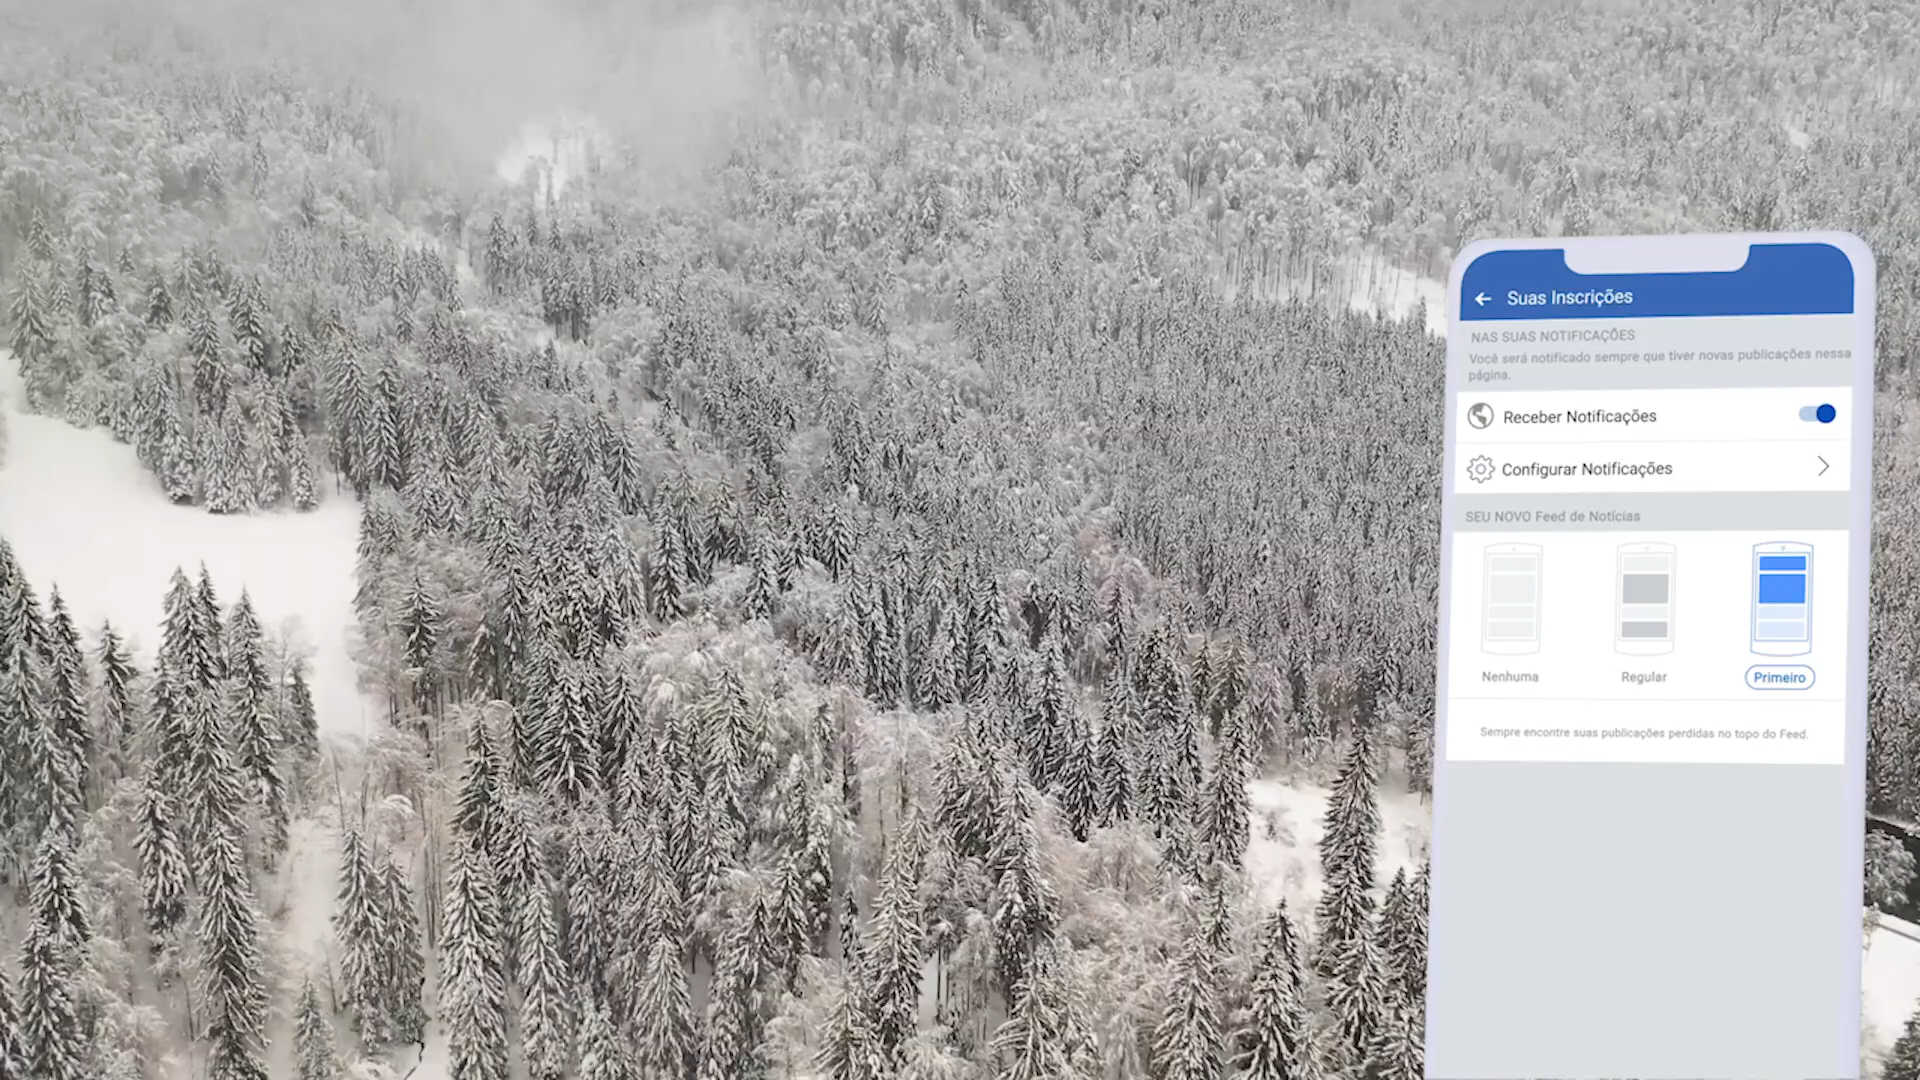 Suas Inscrições
NAS SUAS NOTIFICAÇÕES
Você será notificado sempre que tiver novas publicações nessa
página.
Receber Notificações
Configurar Notificações
SEU NOVO Feed de Notícias
Nenhuma
Regular
Primeiro
Sempre encontre suas publicações perdidas no topo do Feed.